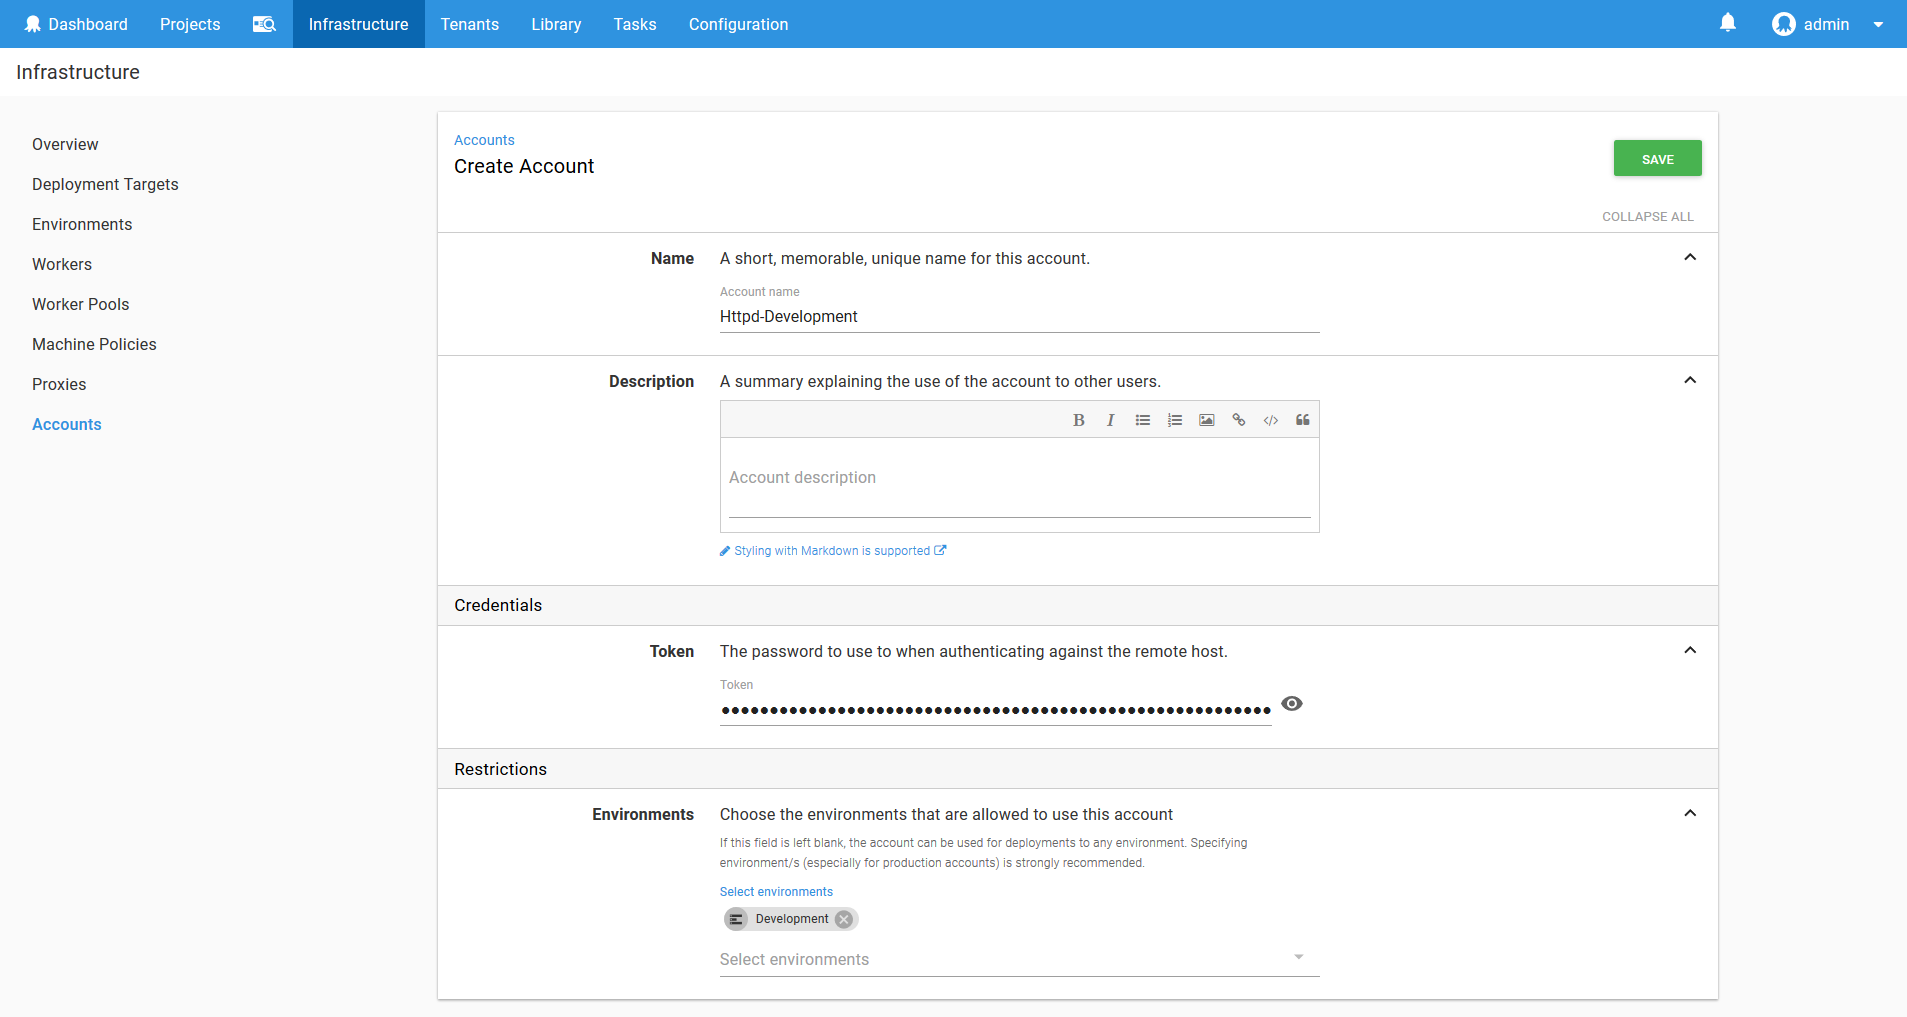 Dashboard Projects Infrastructure Tenants Library Tasks Configuration admin
Infrastructure
Overview
Deployment Targets
Environments
Workers
Worker Pools
Machine Policies
Proxies
Accounts
Accounts
Create Account
SAVE
COLLAPSE ALL
Name A short, memorable, unique name for this account.
Account name
Httpd-Development
Description A summary explaining the use of the account to other users.
B I
Account description
Styling with Markdown is supported
Credentials
Token The password to use to when authenticating against the remote host.
Token
Restrictions
Environments Choose the environments that are allowed to use this account
If this field is left blank, the account can be used for deployments to any environment. Specifying
environment/s (especially for production accounts) is strongly recommended.
Select environments
Development
Select environments